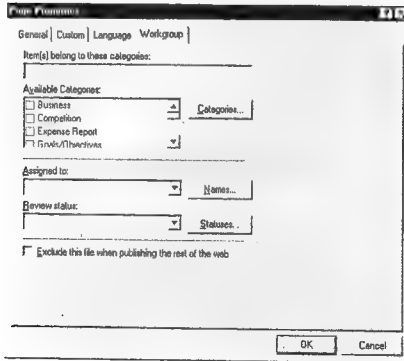 Page Properties
General Custom Language Workgroup
Item(s) belong to these categories:
Available Categories:
Business
Competition
Expense Report
Goals/Objectives
Categories...
Assigned to:
Names...
Review status:
Statuses...
Exclude this file when publishing the rest of the web
OK Cancel